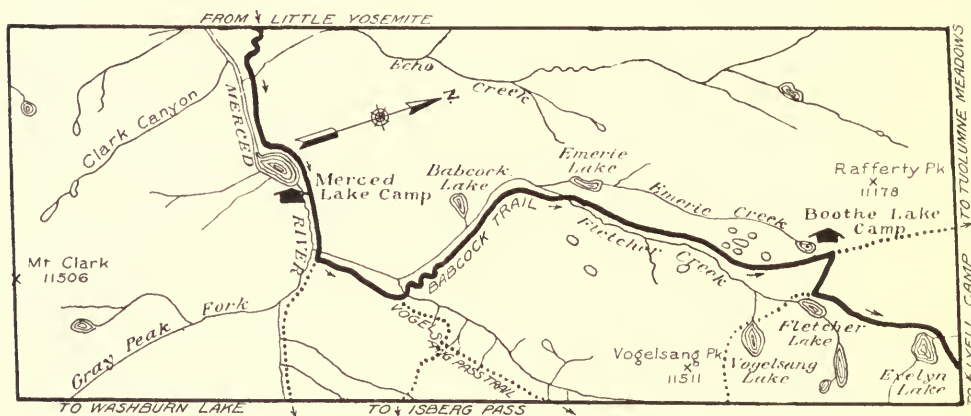 FROM LITTLE YOSEMITE
Echo
Creek
Clark Canyon
MERCED
N
Babcock
Lake
Emerie
Lake
Rafferty Pk
x
11178
Merced
Lake Camp
Emerie Creek
Boothe Lake
Camp
TO TUOLUMNE MEADOWS
RIVER
BABCOCK TRAIL
Fletcher
Creek
Mt Clark
x 11506
Gray Peak Fork
VOGELSANG PASS TRAIL
Vogelsang Pk
x
11511
Vogelsang
Lake
Fletcher
Lake
Evelyn
Lake
CAMP
TO WASHBURN LAKE
TO ISBERG PASS